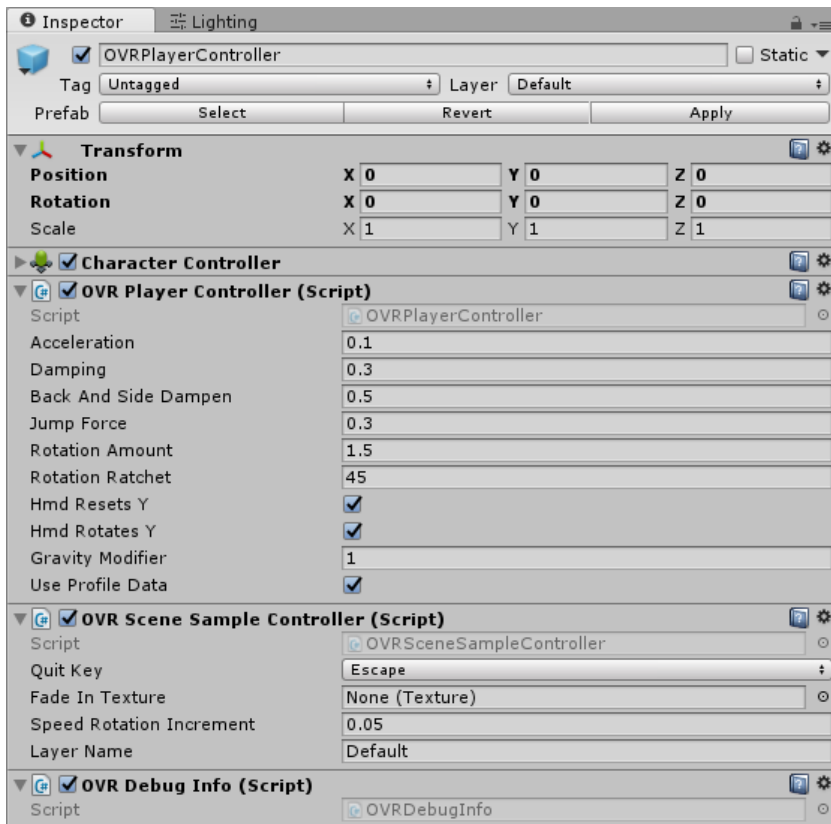 Inspector Lighting
OVRPlayerController Static
Tag Untagged Layer Default
Prefab Select Revert Apply
Transform
Position X 0 Y 0 Z 0
Rotation X 0 Y 0 Z 0
Scale X 1 Y 1 Z 1
Character Controller
OVR Player Controller (Script)
Script OVRPlayerController
Acceleration 0.1
Damping 0.3
Back And Side Dampen 0.5
Jump Force 0.3
Rotation Amount 1.5
Rotation Ratchet 45
Hmd Resets Y
Hmd Rotates Y
Gravity Modifier 1
Use Profile Data
OVR Scene Sample Controller (Script)
Script OVRSceneSampleController
Quit Key Escape
Fade In Texture None (Texture)
Speed Rotation Increment 0.05
Layer Name Default
OVR Debug Info (Script)
Script OVRDebugInfo